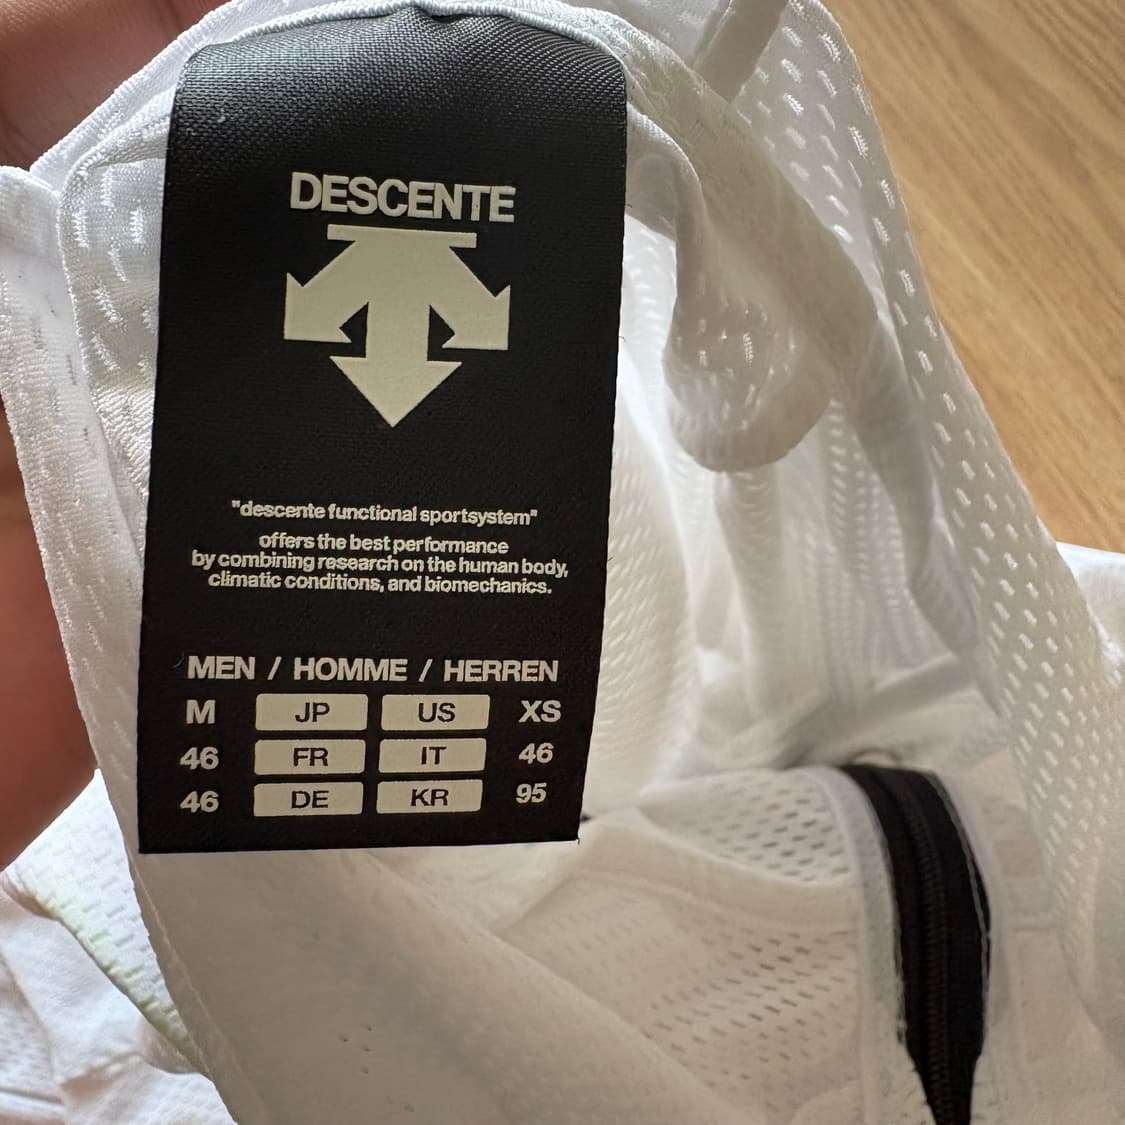 DESCENTE
"descente functional sportsystem"
offers the best performance
by combining research on the human body,
climatic conditions, and biomechanics.
MEN / HOMME / HERREN
M JP US XS
46 FR IT 46
46 DE KR 95